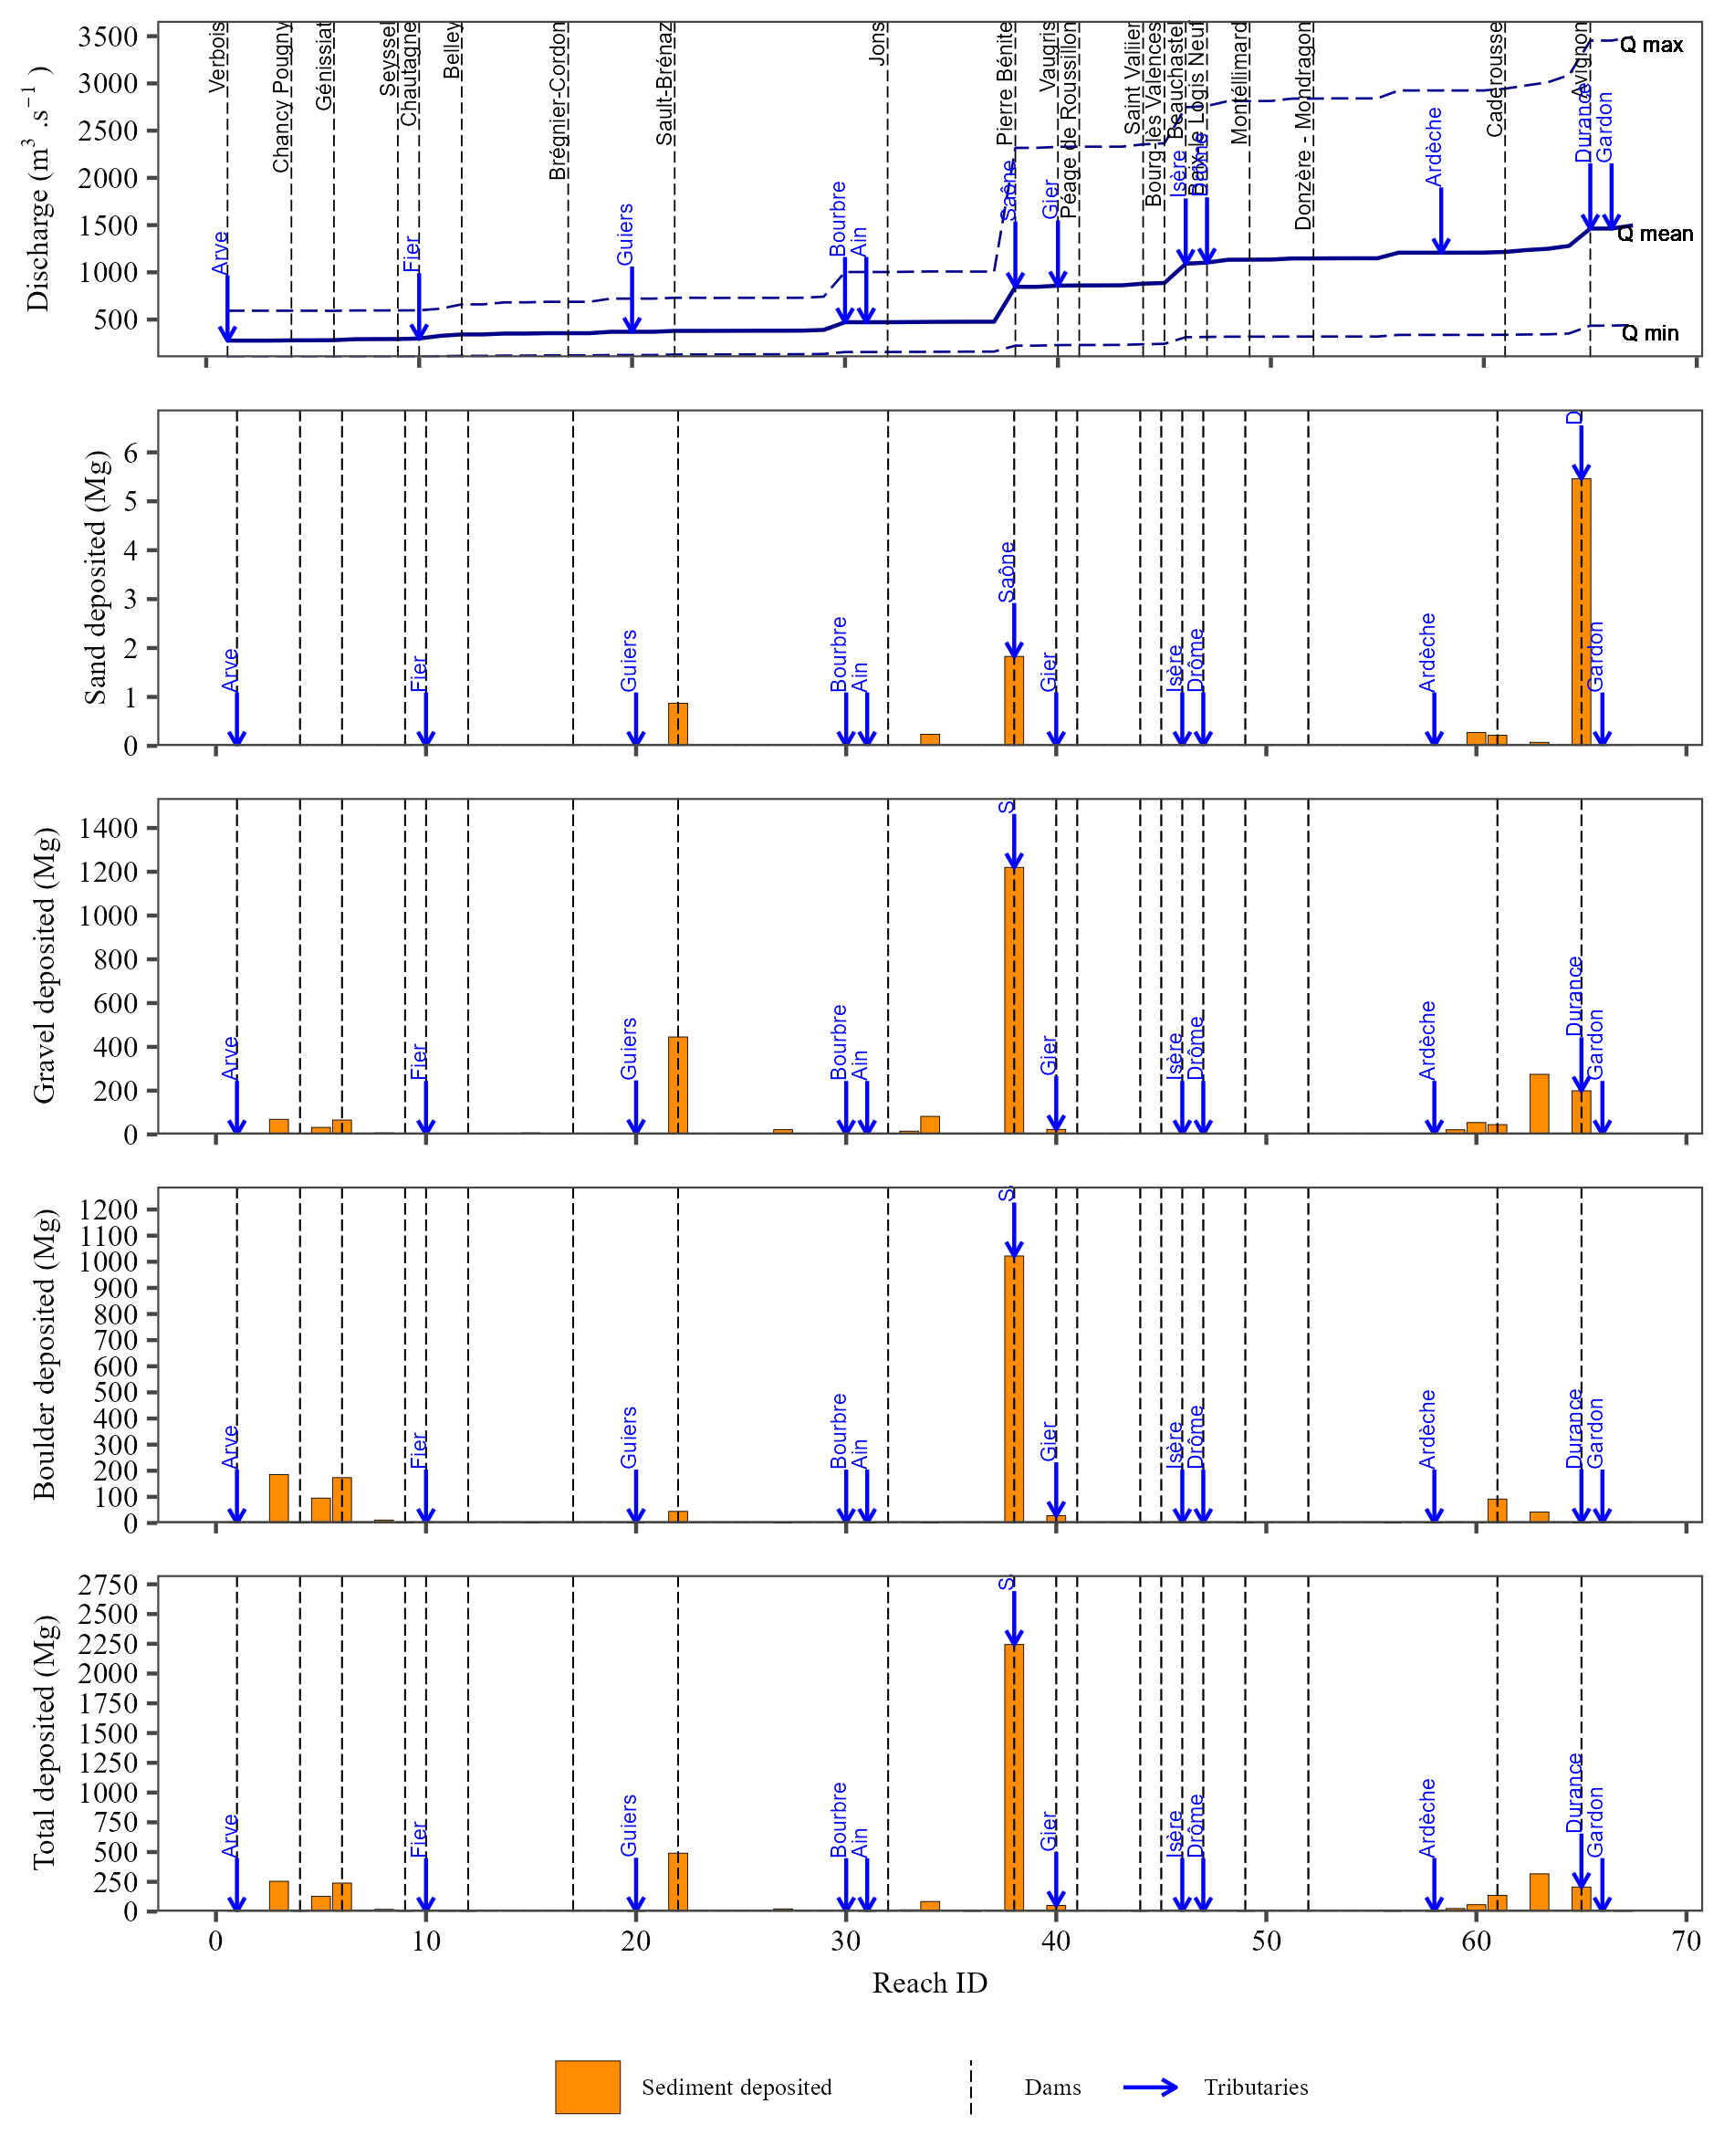 Discharge (m³ .s⁻¹ )
3500
3000
2500
2000
1500
1000
500
Verbois
Chancy Pougny
Génissiat
Seyssel
Chautagne
Belley
Brégnier-Cordon
Sault-Brénaz
Jons
Pierre Bénite
Vaugris
Péage de Roussillon
Saint Vallier
Bourg-lès Valences
Beauchastel
Baix-le Logis Neuf
Montélimard
Donzère - Mondragon
Caderousse
Avignon
Arve
Fier
Guiers
Bourbre
Ain
Saône
Gier
Isère
Drôme
Ardèche
Durance
Gardon
Q max
Q mean
Q min
Sand deposited (Mg)
6
5
4
3
2
1
0
Arve
Fier
Guiers
Bourbre
Ain
Saône
Gier
Isère
Drôme
Ardèche
D
Gardon
Gravel deposited (Mg)
1400
1200
1000
800
600
400
200
0
Arve
Fier
Guiers
Bourbre
Ain
S
Gier
Isère
Drôme
Ardèche
Durance
Gardon
Boulder deposited (Mg)
1200
1100
1000
900
800
700
600
500
400
300
200
100
0
Arve
Fier
Guiers
Bourbre
Ain
S
Gier
Isère
Drôme
Ardèche
Durance
Gardon
Total deposited (Mg)
2750
2500
2250
2000
1750
1500
1250
1000
750
500
250
0
Arve
Fier
Guiers
Bourbre
Ain
S
Gier
Isère
Drôme
Ardèche
Durance
Gardon
0 10 20 30 40 50 60 70
Reach ID
Sediment deposited Dams Tributaries